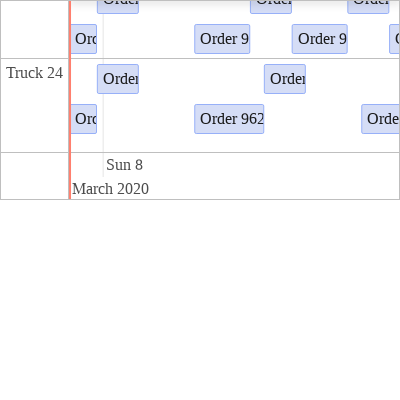 Order
Order
Order
Ord
Order 9
Order 9
Truck 24
Order
Order
Ord
Order 962
Orde
Sun 8
March 2020